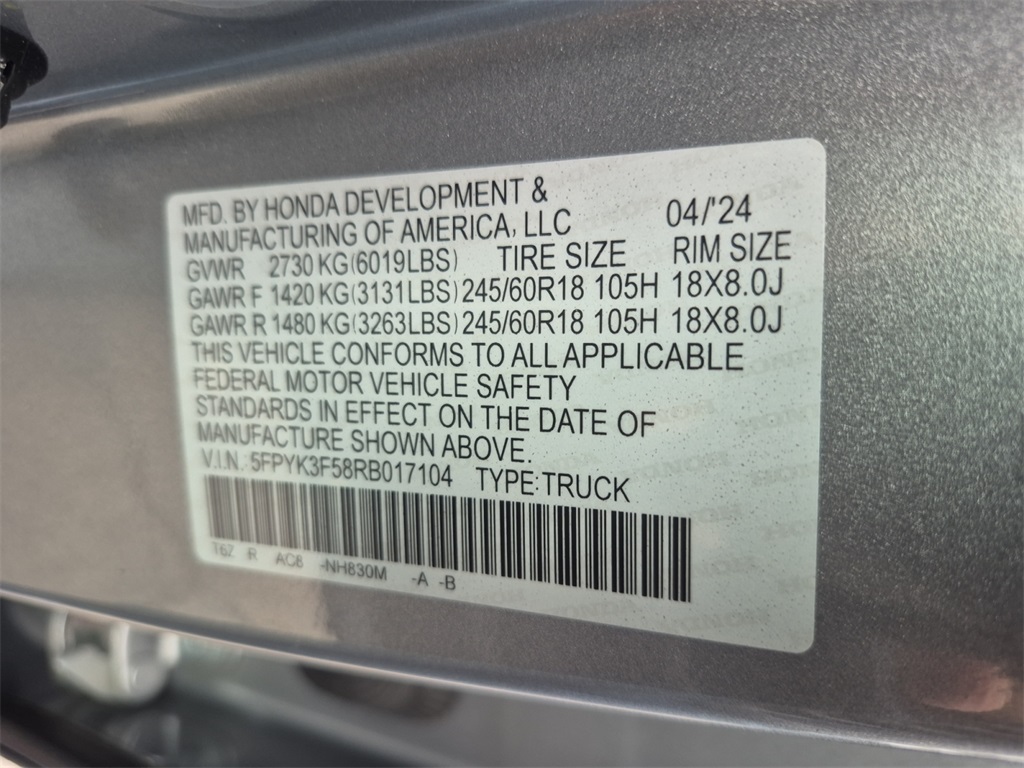 MFD. BY HONDA DEVELOPMENT &
MANUFACTURING OF AMERICA, LLC 04/'24
GVWR 2730 KG(6019LBS) TIRE SIZE RIM SIZE
GAWR F 1420 KG(3131LBS) 245/60R18 105H 18X8.0J
GAWR R 1480 KG(3263LBS) 245/60R18 105H 18X8.0J
THIS VEHICLE CONFORMS TO ALL APPLICABLE
FEDERAL MOTOR VEHICLE SAFETY
STANDARDS IN EFFECT ON THE DATE OF
MANUFACTURE SHOWN ABOVE.
V.I.N.: 5FPYK3F58RB017104 TYPE: TRUCK
T6Z R AC8 -NH830M -A -B